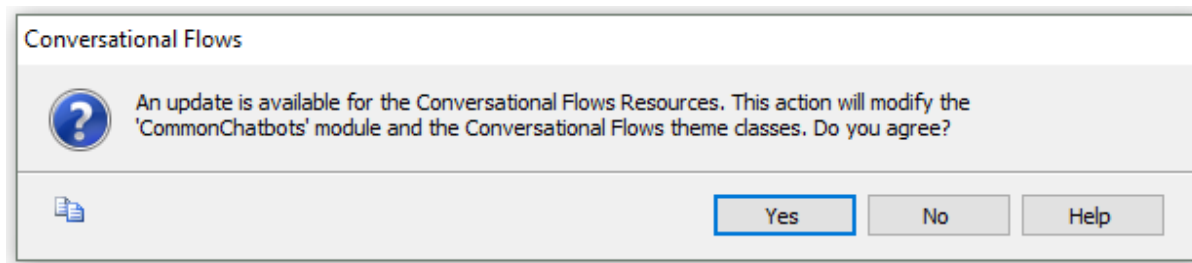 Conversational Flows
An update is available for the Conversational Flows Resources. This action will modify the
'CommonChatbots' module and the Conversational Flows theme classes. Do you agree?
Yes
No
Help